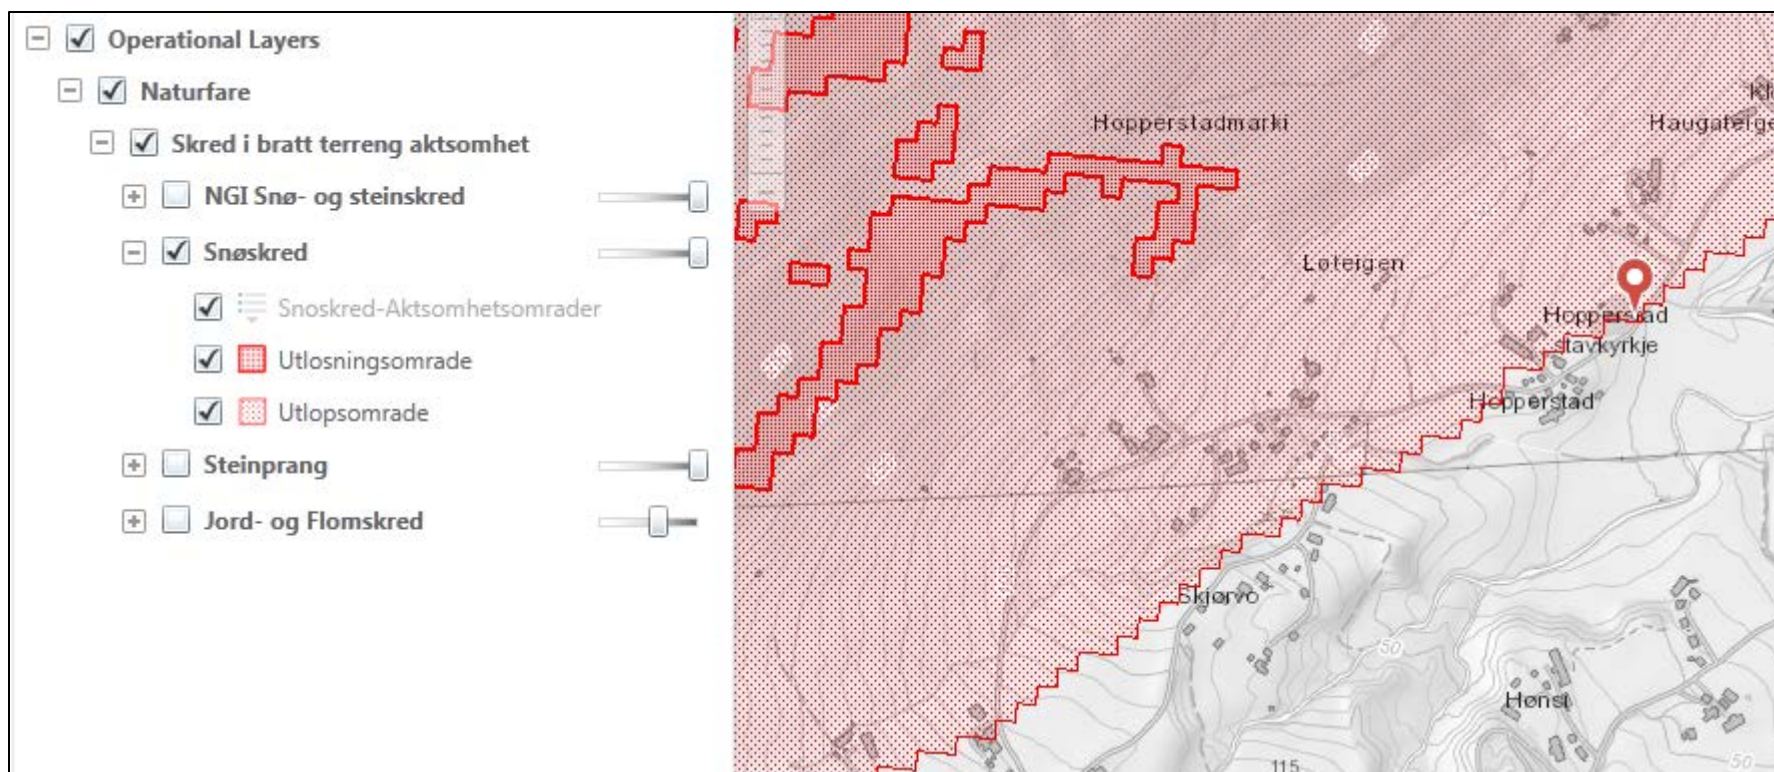 Operational Layers
Naturfare
Skred i bratt terreng aktsomhet
NGI Snø- og steinskred
Snøskred
Snoskred-Aktsomhetsomrader
Utlosningsomrade
Utlopsomrade
Steinprang
Jord- og Flomskred
Hopperstadmarki
Løteigen
Hopperstad
stavkyrkje
Hopperstad
Skjørvo
50
Hønsi
115
50